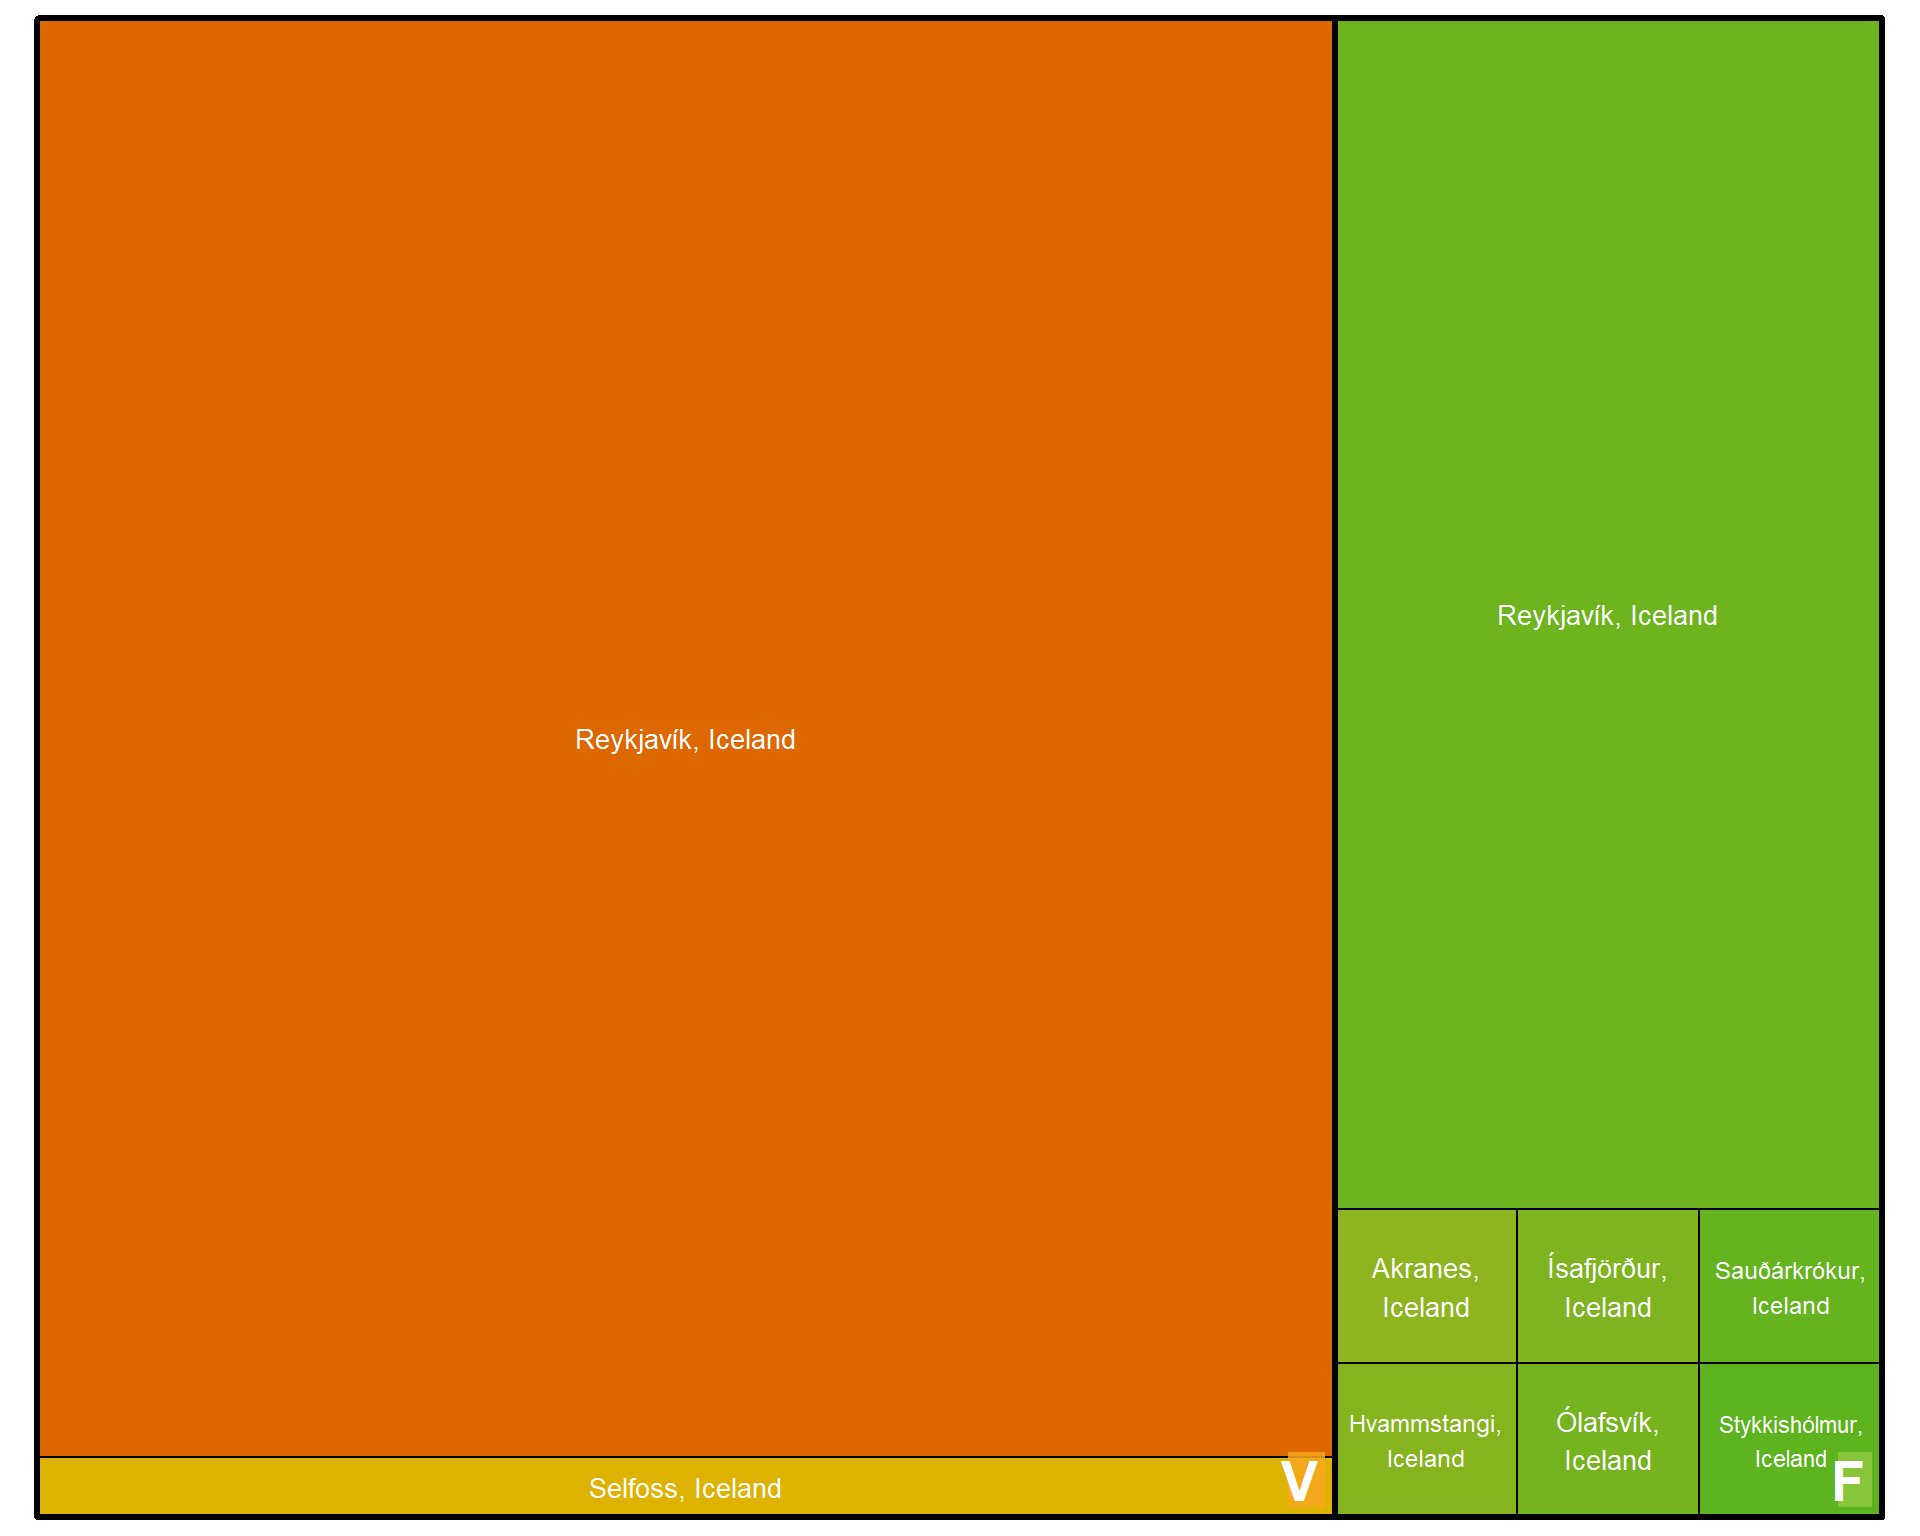 Reykjavík, Iceland
Selfoss, Iceland
V
Reykjavík, Iceland
Akranes,
Iceland
Ísafjörður,
Iceland
Sauðárkrókur,
Iceland
Hvammstangi,
Iceland
Ólafsvík,
Iceland
Stykkishólmur,
Iceland
F